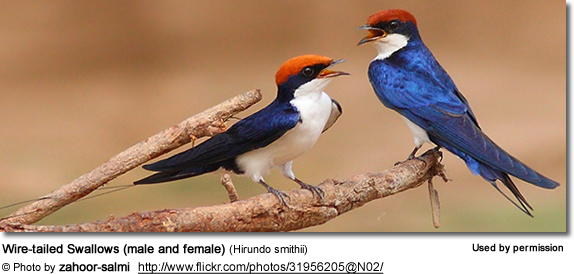 Wire-tailed Swallows (male and female) (Hirundo smithii) Used by permission
© Photo by zahoor-salmi http://www.flickr.com/photos/31956205@N02/